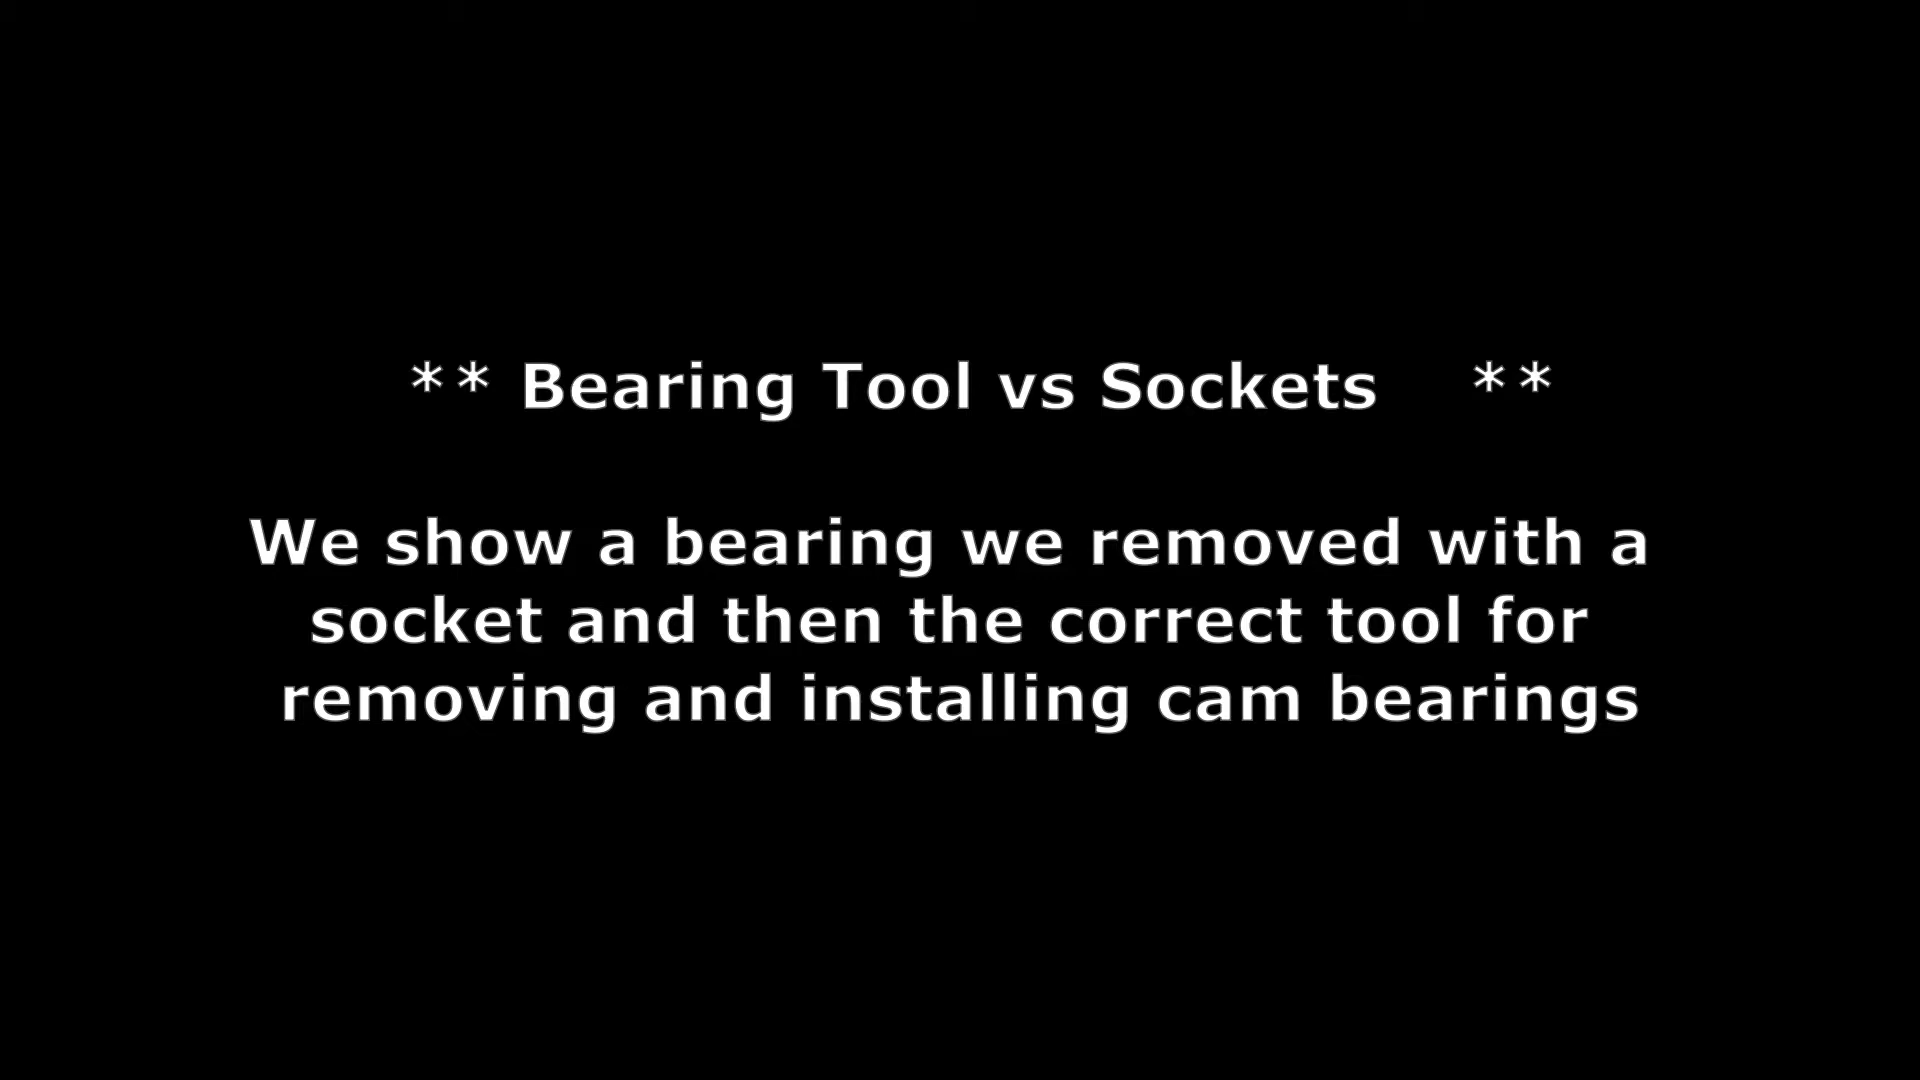 ** Bearing Tool vs Sockets **
We show a bearing we removed with a
socket and then the correct tool for
removing and installing cam bearings